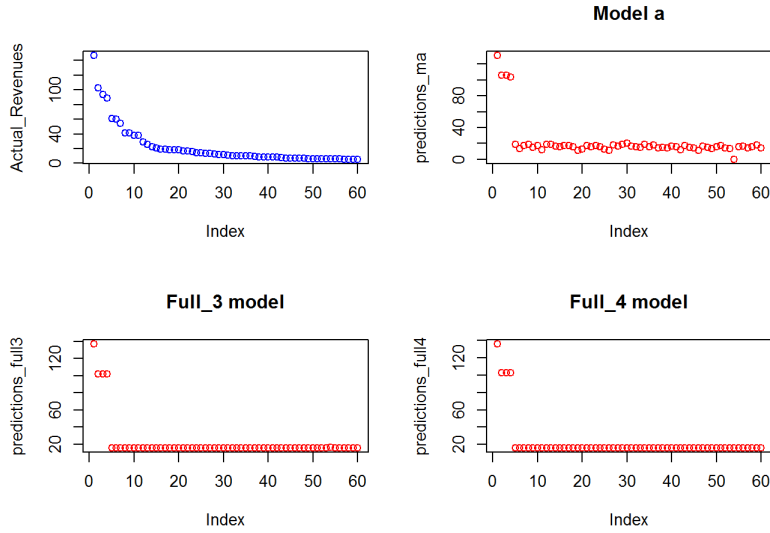 Actual_Revenues
0 40 100
0 10 20 30 40 50 60
Index
Model a
predictions_ma
0 40 80
0 10 20 30 40 50 60
Index
Full_3 model
predictions_full3
20 60 120
0 10 20 30 40 50 60
Index
Full_4 model
predictions_full4
20 60 120
0 10 20 30 40 50 60
Index